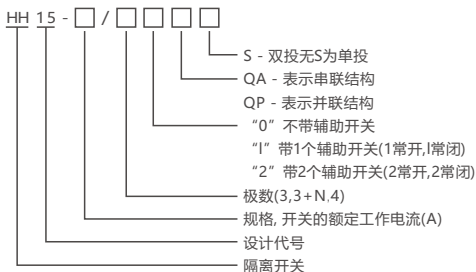 HH 15 - □ / □ □ □ □
S - 双投无S为单投
QA - 表示串联结构
QP - 表示并联结构
“0”不带辅助开关
“l”带1个辅助开关(1常开,l常闭)
“2”带2个辅助开关(2常开,2常闭)
极数(3,3+N.4)
规格, 开关的额定工作电流(A)
设计代号
隔离开关